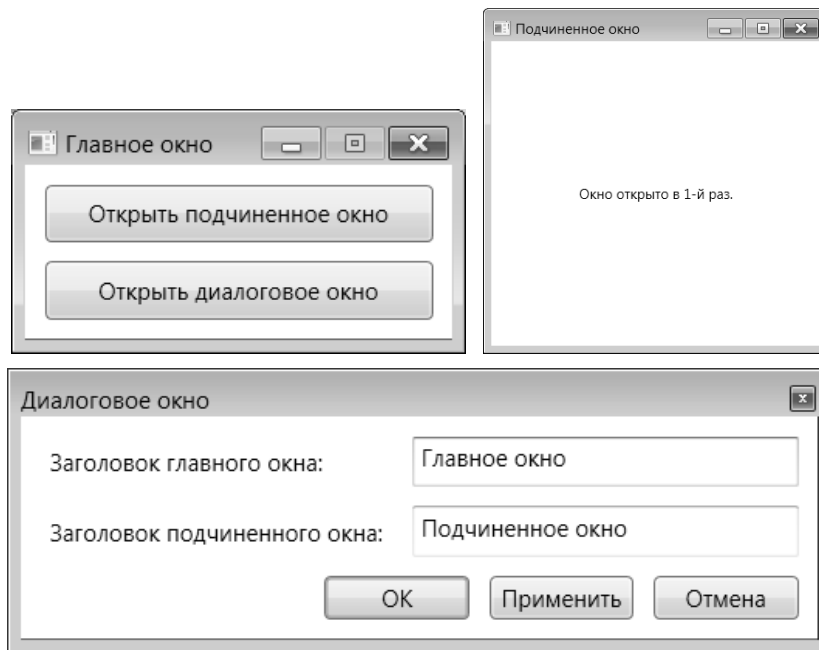 Подчиненное окно
Окно открыто в 1-й раз.
Главное окно
Открыть подчиненное окно
Открыть диалоговое окно
Диалоговое окно
Заголовок главного окна: Главное окно
Заголовок подчиненного окна: Подчиненное окно
ОК Применить Отмена